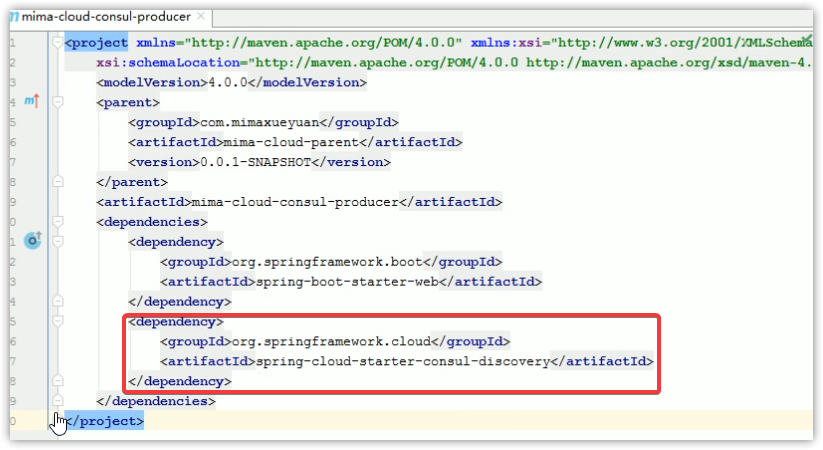 mima-cloud-consul-producer ×
1 <project xmlns="http://maven.apache.org/POM/4.0.0" xmlns:xsi="http://www.w3.org/2001/XMLSchema
2 xsi:schemaLocation="http://maven.apache.org/POM/4.0.0 http://maven.apache.org/xsd/maven-4.
3 <modelVersion>4.0.0</modelVersion>
4 <parent>
5 <groupId>com.mimaxueyuan</groupId>
6 <artifactId>mima-cloud-parent</artifactId>
7 <version>0.0.1-SNAPSHOT</version>
8 </parent>
9 <artifactId>mima-cloud-consul-producer</artifactId>
0 <dependencies>
1 <dependency>
2 <groupId>org.springframework.boot</groupId>
3 <artifactId>spring-boot-starter-web</artifactId>
4 </dependency>
5 <dependency>
6 <groupId>org.springframework.cloud</groupId>
7 <artifactId>spring-cloud-starter-consul-discovery</artifactId>
8 </dependency>
9 </dependencies>
0 </project>